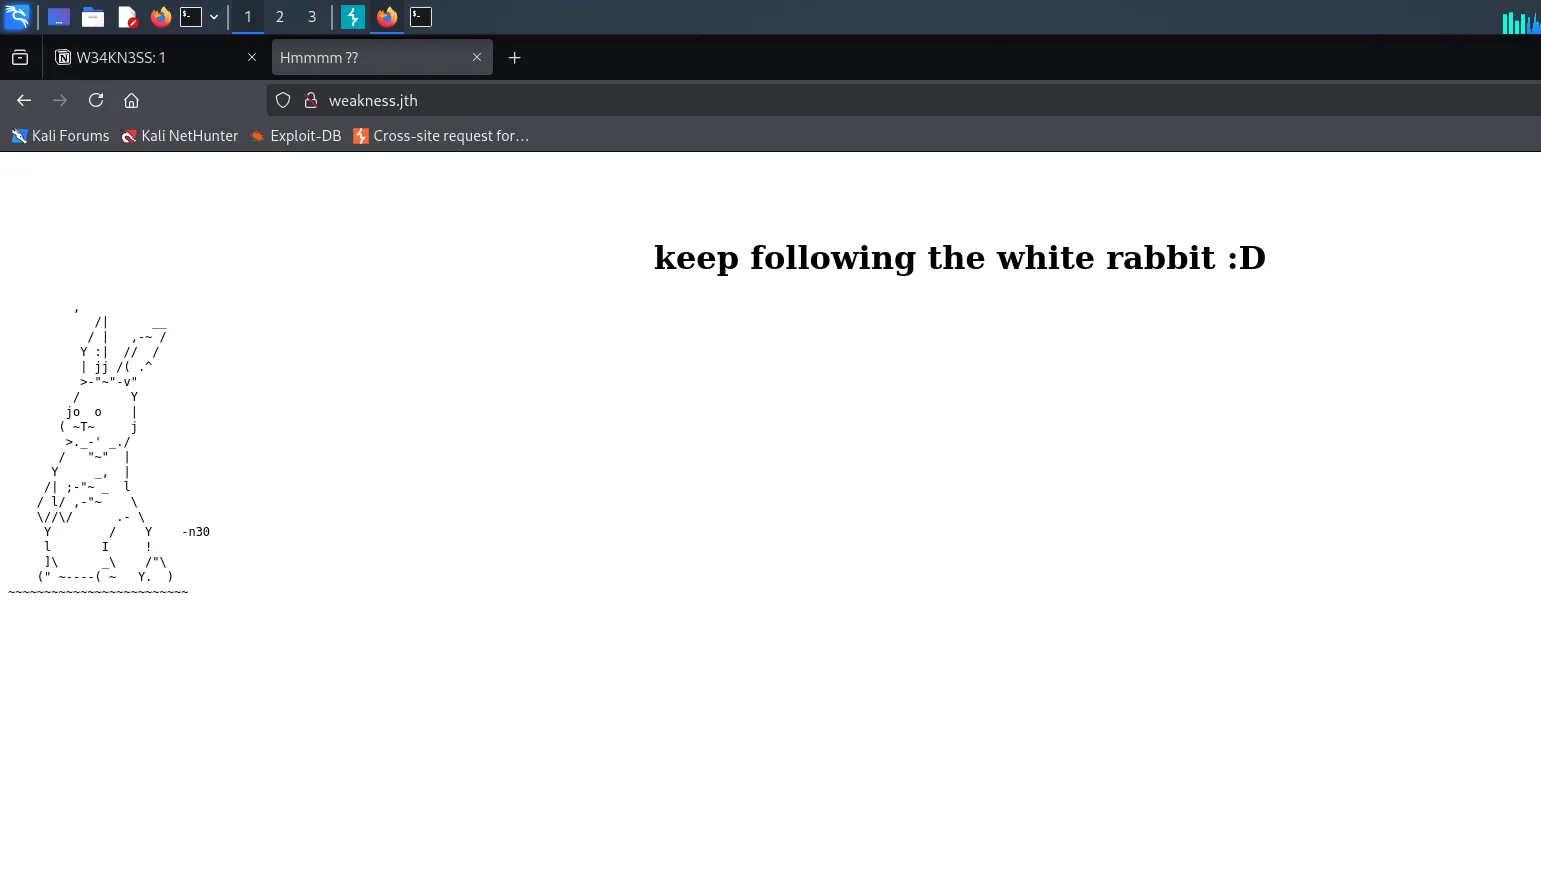 1 2 3
W34KN3SS: 1
Hmmmm ??
weakness.jth
Kali Forums Kali NetHunter Exploit-DB Cross-site request for…
keep following the white rabbit :D
         ,
            /|      __
           / |   ,-~ /
          Y :|  //  /
          | jj /( .^
          >-"~"-v"
         /       Y
        jo  o    |
       ( ~T~     j
        >._-' _./
       /   "~"  |
      Y     _,  |
     /| ;-"~ _  l
    / l/ ,-"~    \
    \//\/      .- \
     Y        /    Y    -n30
     l       I     !
     ]\      _\    /"\
    (" ~----( ~   Y.  )
~~~~~~~~~~~~~~~~~~~~~~~~~